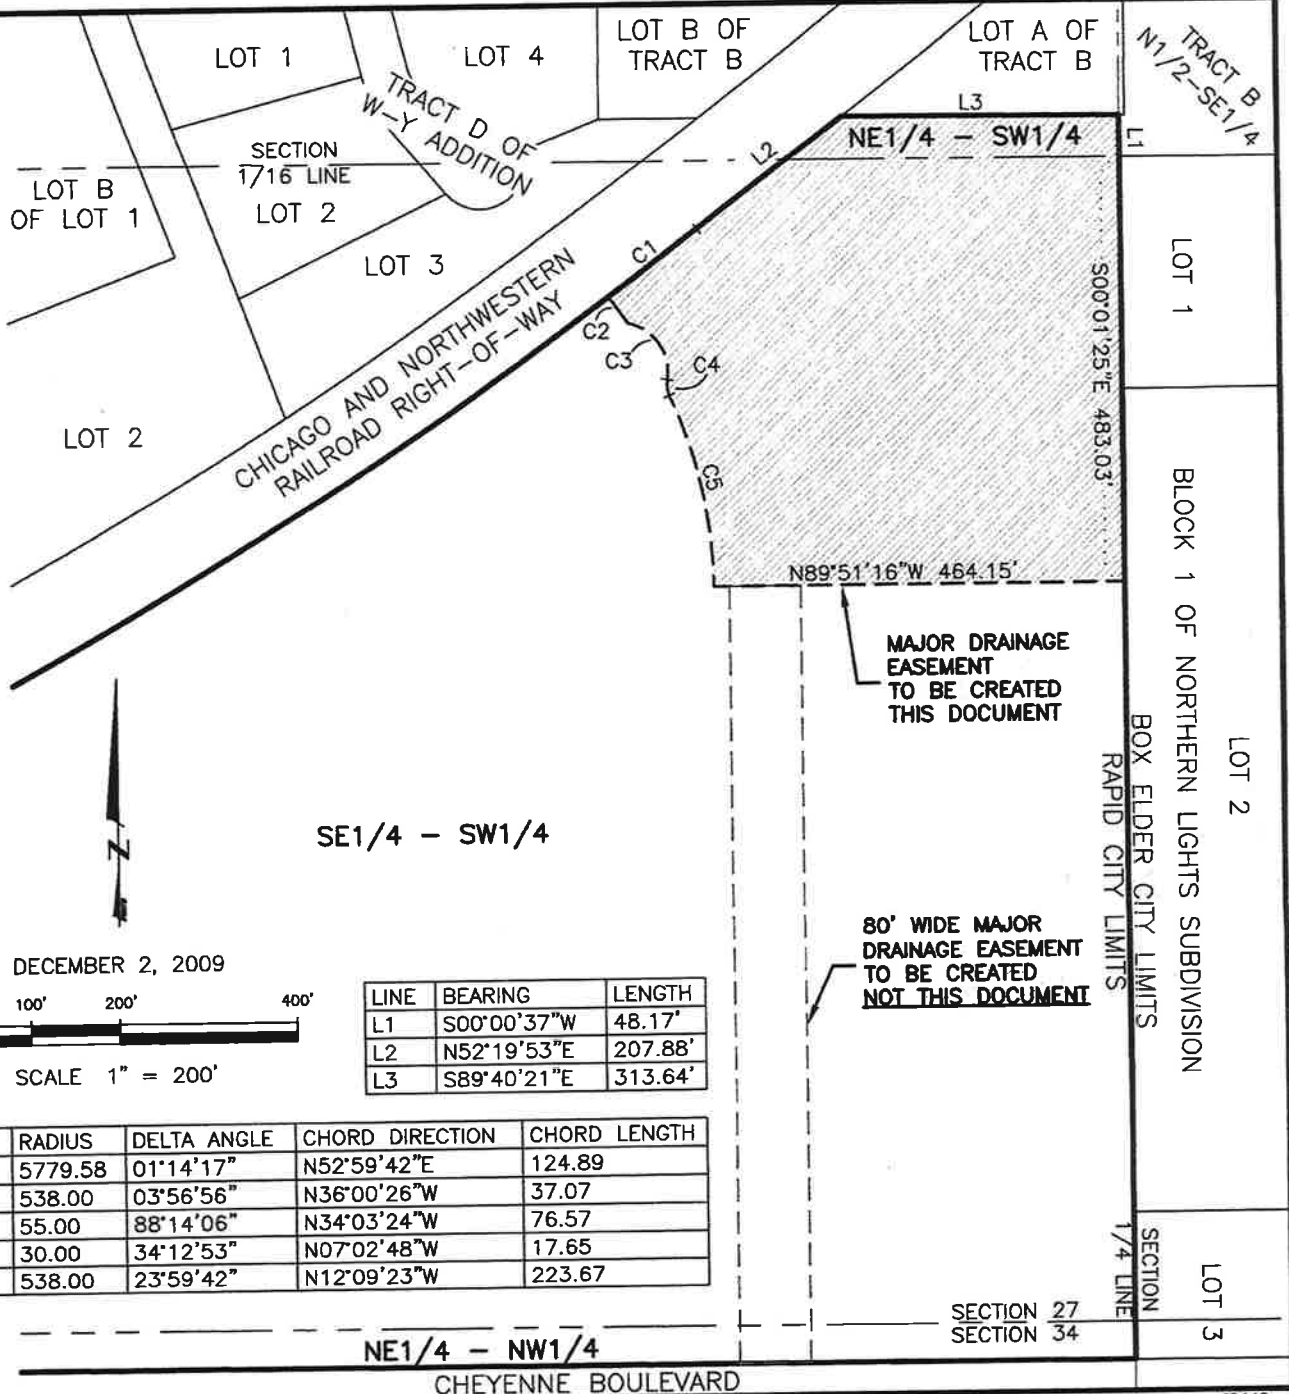 LOT 1
LOT 4
LOT B OF
TRACT B
LOT A OF
TRACT B
TRACT B
N1/2-SE1/4
TRACT D OF
W-Y ADDITION
L3
L1
NE1/4 - SW1/4
L2
SECTION
1/16 LINE
LOT B
OF LOT 1
LOT 2
LOT 3
C1
LOT 1
CHICAGO AND NORTHWESTERN
RAILROAD RIGHT-OF-WAY
C2
C3
C4
C5
S00°01'25"E 483.03'
LOT 2
N89°51'16"W 464.15'
MAJOR DRAINAGE
EASEMENT
TO BE CREATED
THIS DOCUMENT
BLOCK 1 OF NORTHERN LIGHTS SUBDIVISION
LOT 2
BOX ELDER CITY LIMITS
RAPID CITY LIMITS
N
SE1/4 - SW1/4
80' WIDE MAJOR
DRAINAGE EASEMENT
TO BE CREATED
NOT THIS DOCUMENT
DECEMBER 2, 2009
100' 200' 400'
SCALE 1" = 200'
LINE BEARING LENGTH
L1 S00°00'37"W 48.17'
L2 N52°19'53"E 207.88'
L3 S89°40'21"E 313.64'
RADIUS DELTA ANGLE CHORD DIRECTION CHORD LENGTH
5779.58 01°14'17" N52°59'42"E 124.89
538.00 03°56'56" N36°00'26"W 37.07
55.00 88°14'06" N34°03'24"W 76.57
30.00 34°12'53" N07°02'48"W 17.65
538.00 23°59'42" N12°09'23"W 223.67
SECTION
1/4 LINE
LOT 3
SECTION 27
SECTION 34
NE1/4 - NW1/4
CHEYENNE BOULEVARD